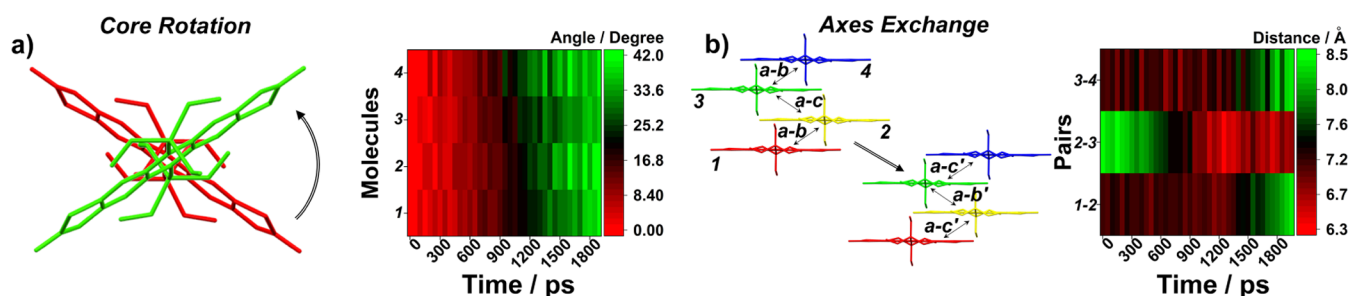 Core Rotation
a)
Angle / Degree
42.0
33.6
25.2
16.8
8.40
0.00
Molecules
4
3
2
1
0
300
600
900
1200
1500
1800
Time / ps
Axes Exchange
b)
a-b
4
3
a-c
a-b
2
1
a-c'
a-b'
a-c'
Distance / Å
8.5
8.1
7.6
7.2
6.7
6.3
Pairs
3-4
2-3
1-2
0
300
600
900
1200
1500
1800
Time / ps